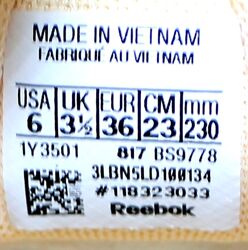 MADE IN VIETNAM
FABRIQUÉ AU VIETNAM
USA UK EUR CM mm
6 3½ 36 23 230
1Y3501 817 BS9778
3LBN5LD100134
#118323033
Reebok